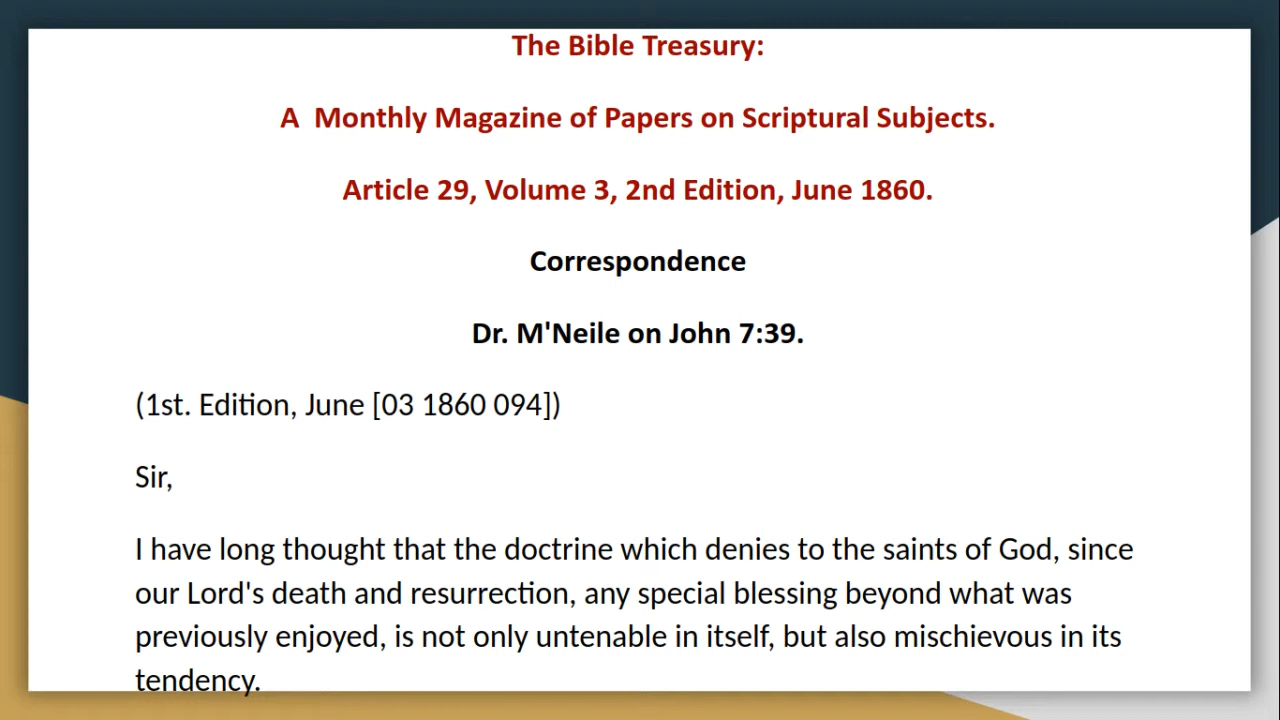 The Bible Treasury:
A  Monthly Magazine of Papers on Scriptural Subjects.
Article 29, Volume 3, 2nd Edition, June 1860.
Correspondence
Dr. M'Neile on John 7:39.
(1st. Edition, June [03 1860 094])
Sir,
I have long thought that the doctrine which denies to the saints of God, since
our Lord's death and resurrection, any special blessing beyond what was
previously enjoyed, is not only untenable in itself, but also mischievous in its
tendency.